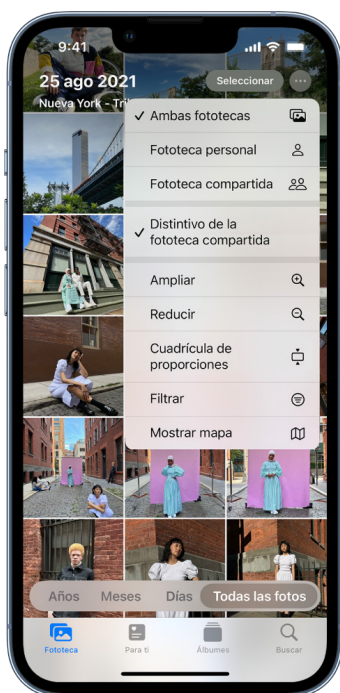 9:41
25 ago 2021
Seleccionar
Nueva York - Tri
Ambas fototecas
Fototeca personal
Fototeca compartida
Distintivo de la
fototeca compartida
Ampliar
Reducir
Cuadrícula de
proporciones
Filtrar
Mostrar mapa
Años Meses Días Todas las fotos
Fototeca Para ti Álbumes Buscar